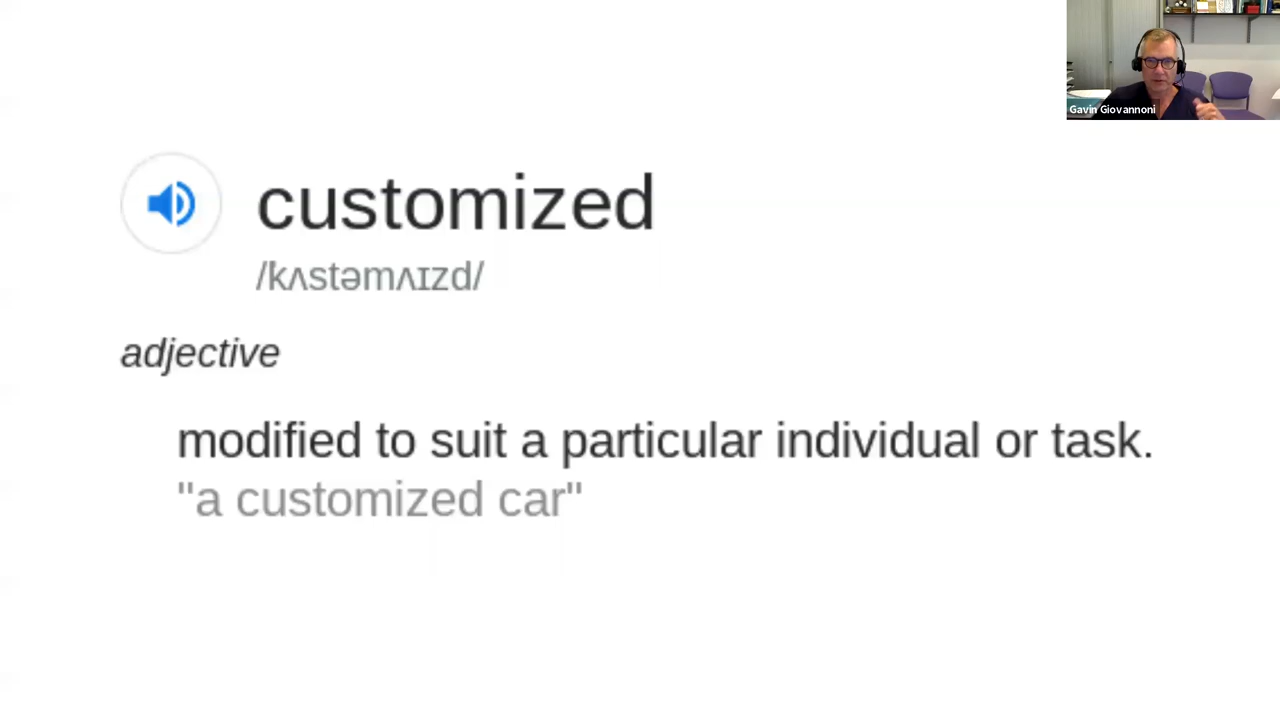 Gavin Giovannoni
customized
/kʌstəmʌɪzd/
adjective
modified to suit a particular individual or task.
"a customized car"